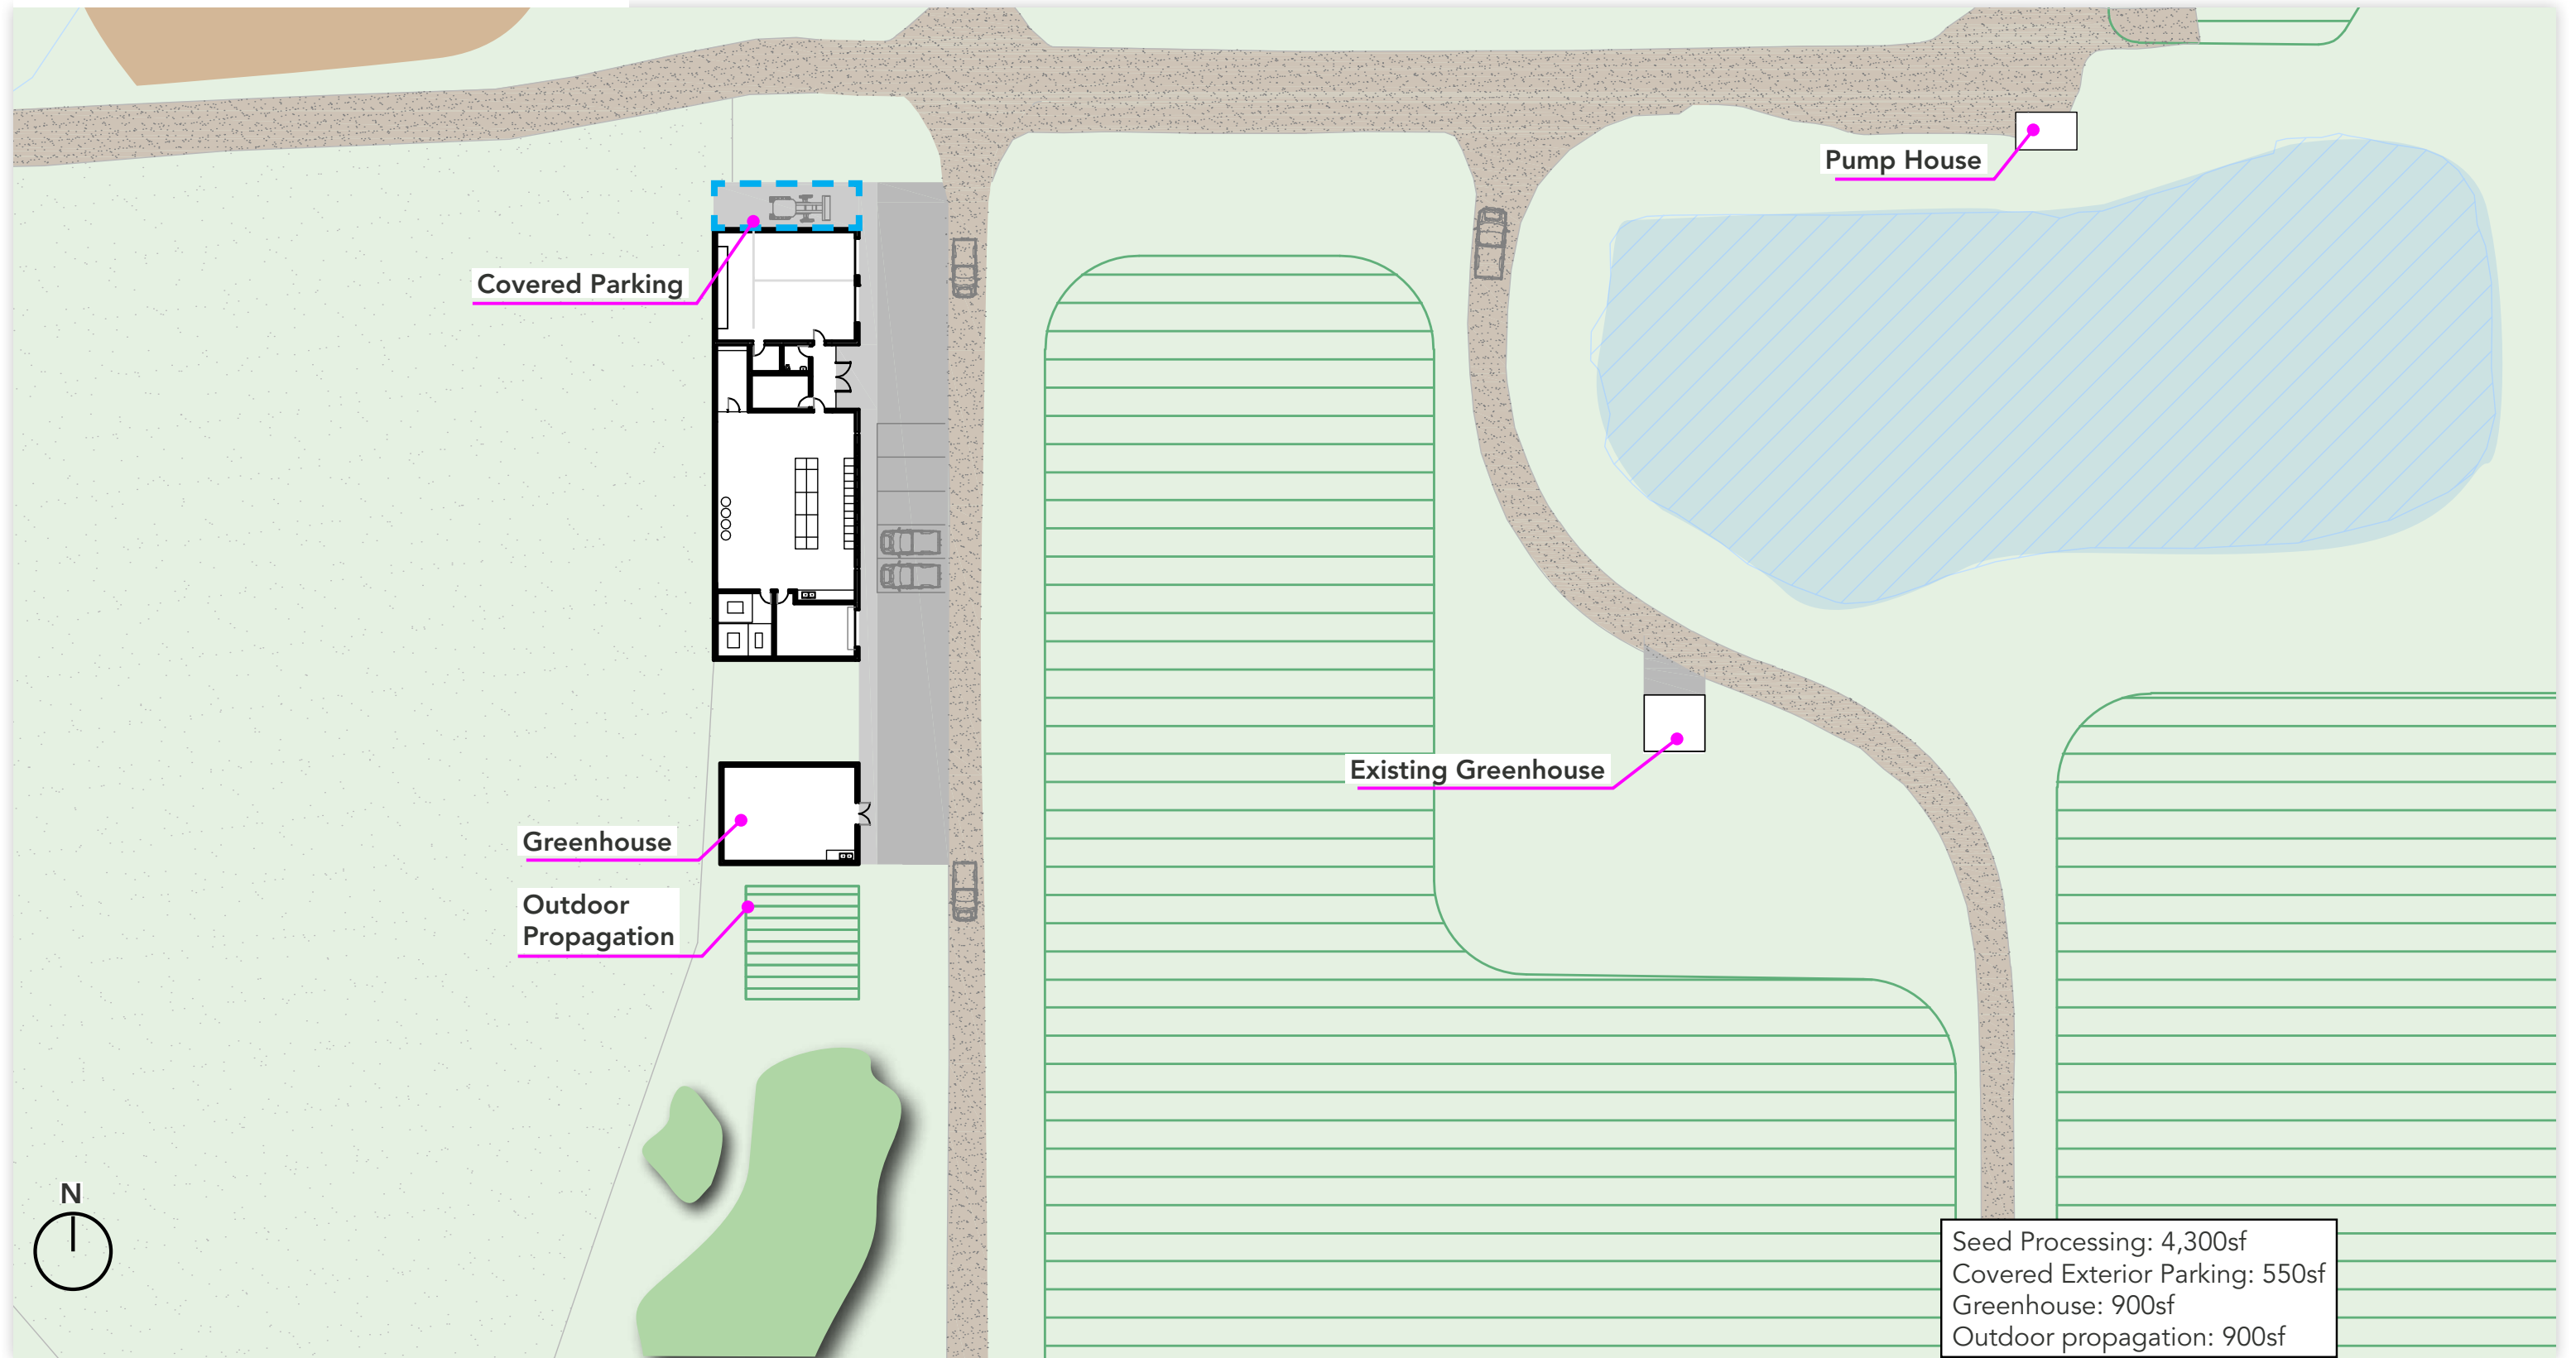 Pump House
Covered Parking
Existing Greenhouse
Greenhouse
Outdoor
Propagation
N
Seed Processing: 4,300sf
Covered Exterior Parking: 550sf
Greenhouse: 900sf
Outdoor propagation: 900sf